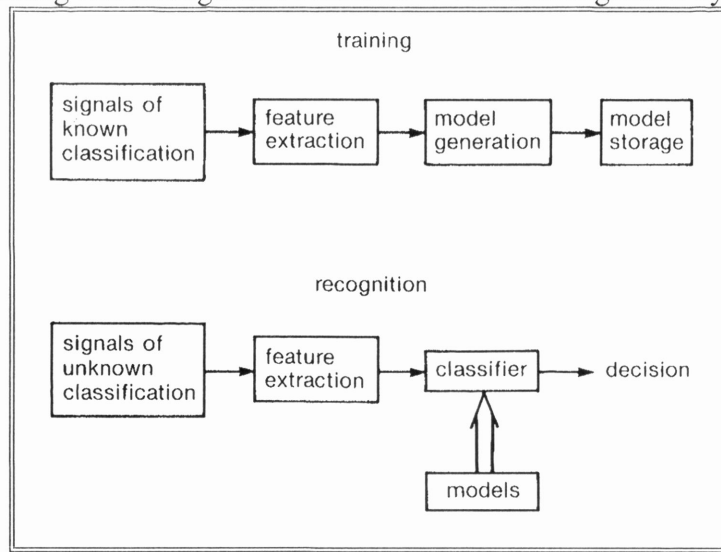 training
signals of
known
classification
feature
extraction
model
generation
model
storage
recognition
signals of
unknown
classification
feature
extraction
classifier
decision
models